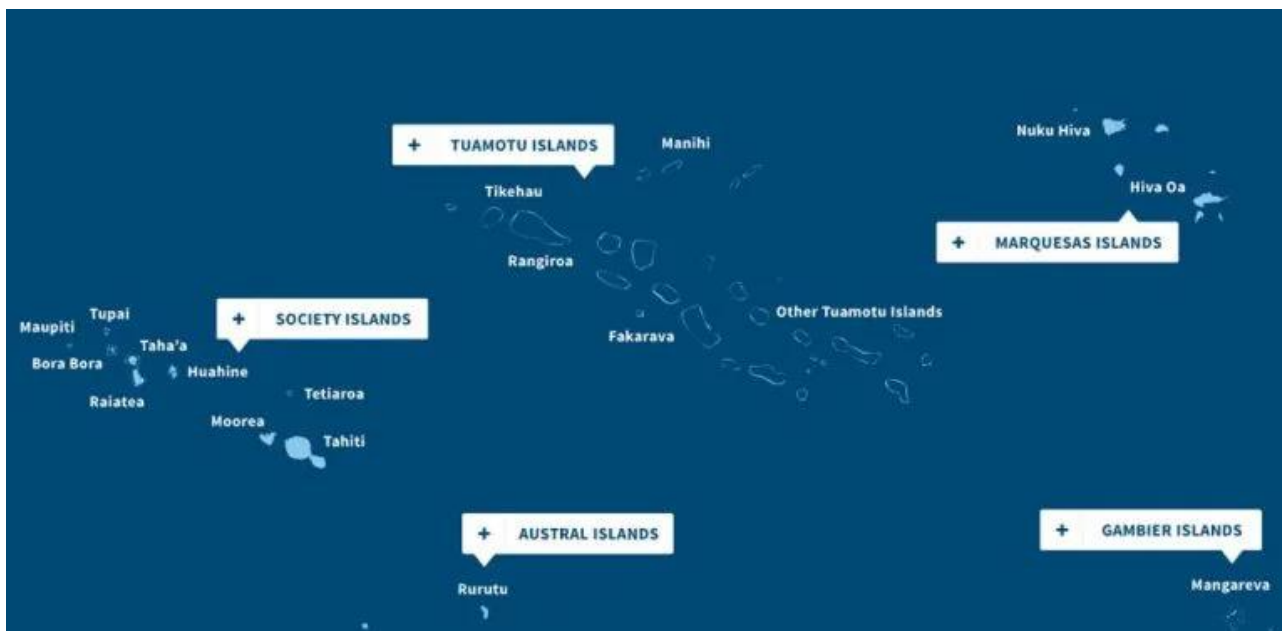 Nuku Hiva
+ TUAMOTU ISLANDS
Manihi
Tikehau
Hiva Oa
+ MARQUESAS ISLANDS
Rangiroa
Tupai
Maupiti
+ SOCIETY ISLANDS
Other Tuamotu Islands
Fakarava
Taha'a
Bora Bora
Huahine
Raiatea
Tetiaroa
Moorea
Tahiti
+ AUSTRAL ISLANDS
+ GAMBIER ISLANDS
Rurutu
Mangareva